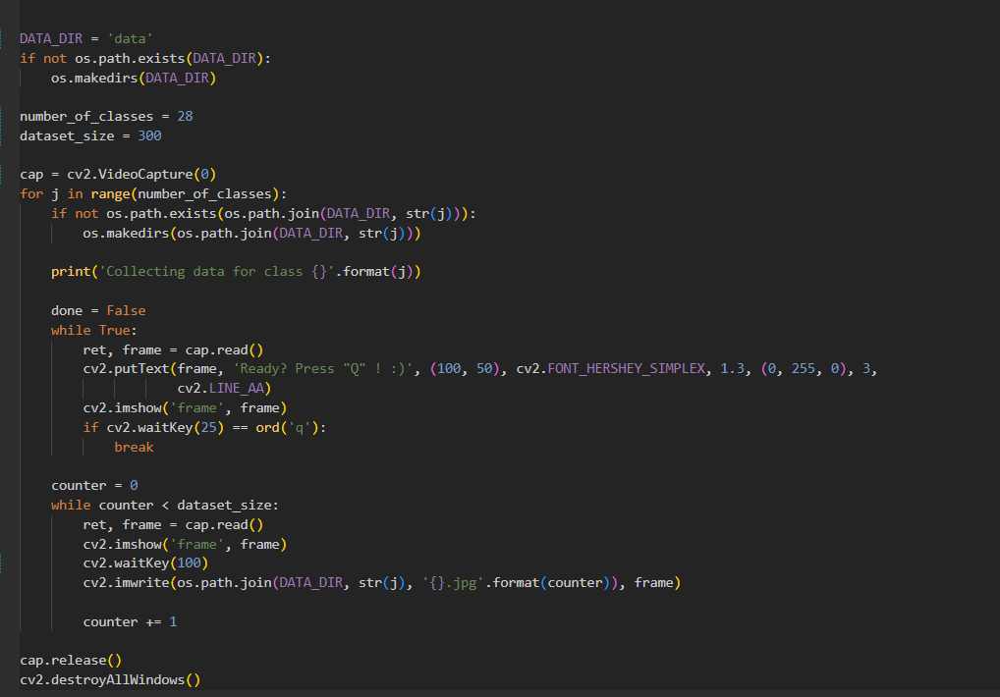 DATA_DIR = 'data'
if not os.path.exists(DATA_DIR):
    os.makedirs(DATA_DIR)

number_of_classes = 28
dataset_size = 300

cap = cv2.VideoCapture(0)
for j in range(number_of_classes):
    if not os.path.exists(os.path.join(DATA_DIR, str(j))):
        os.makedirs(os.path.join(DATA_DIR, str(j)))

    print('Collecting data for class {}'.format(j))

    done = False
    while True:
        ret, frame = cap.read()
        cv2.putText(frame, 'Ready? Press "Q" ! :)', (100, 50), cv2.FONT_HERSHEY_SIMPLEX, 1.3, (0, 255, 0), 3,
                    cv2.LINE_AA)
        cv2.imshow('frame', frame)
        if cv2.waitKey(25) == ord('q'):
            break

    counter = 0
    while counter < dataset_size:
        ret, frame = cap.read()
        cv2.imshow('frame', frame)
        cv2.waitKey(100)
        cv2.imwrite(os.path.join(DATA_DIR, str(j), '{}.jpg'.format(counter)), frame)

        counter += 1

cap.release()
cv2.destroyAllWindows()